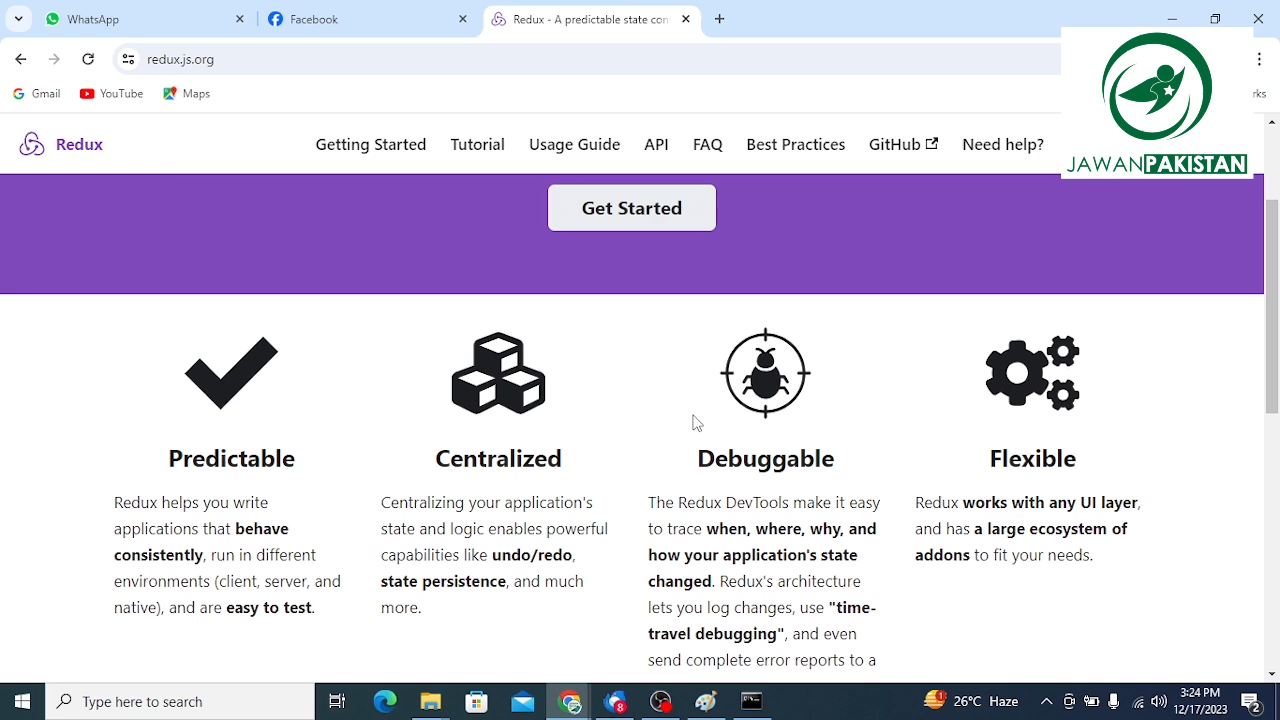 WhatsApp
Facebook
Redux - A predictable state con
redux.js.org
Gmail
YouTube
Maps
rks
JAWANPAKISTAN
Redux
Getting Started
Tutorial
Usage Guide
API
FAQ
Best Practices
GitHub
Need help?
Get Started
Predictable
Redux helps you write
applications that behave
consistently, run in different
environments (client, server, and
native), and are easy to test.
Centralized
Centralizing your application's
state and logic enables powerful
capabilities like undo/redo,
state persistence, and much
more.
Debuggable
The Redux DevTools make it easy
to trace when, where, why, and
how your application's state
changed. Redux's architecture
lets you log changes, use "time-
travel debugging", and even
send complete error reports to a
Flexible
Redux works with any UI layer,
and has a large ecosystem of
addons to fit your needs.
Type here to search
8
1
26°C Haze
3:24 PM
12/17/2023
2